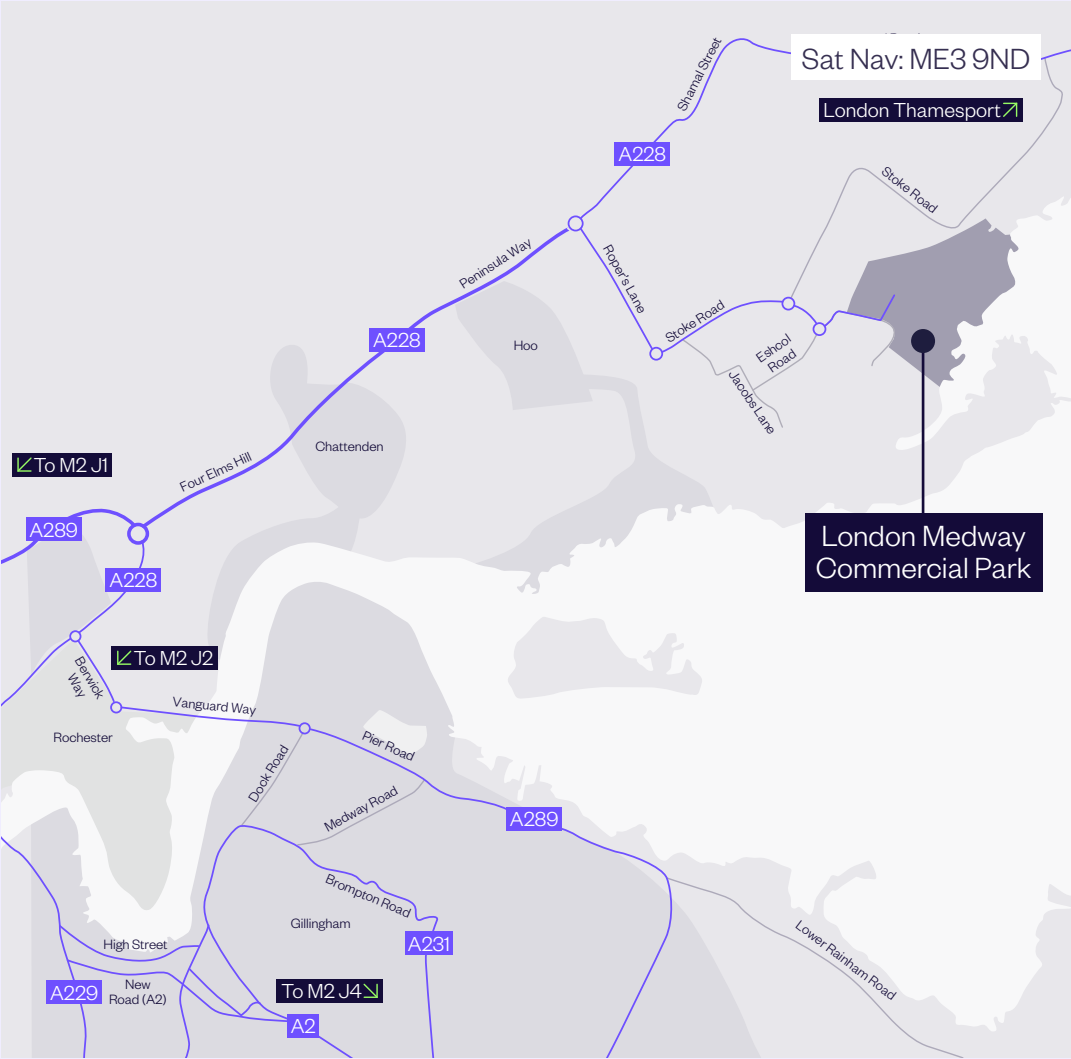 Sat Nav: ME3 9ND
London Thamesport
Shamal Street
A228
Stoke Road
Peninsula Way
Roper's Lane
Stoke Road
A228
Hoo
Eshcol
Road
Jacobs Lane
Chattenden
Four Elms Hill
To M2 J1
A289
A228
London Medway
Commercial Park
To M2 J2
Berwick
Way
Vanguard Way
Rochester
Pier Road
Dock Road
Medway Road
A289
Brompton Road
Gillingham
A231
High Street
Lower Rainham Road
New
Road (A2)
A229
To M2 J4
A2